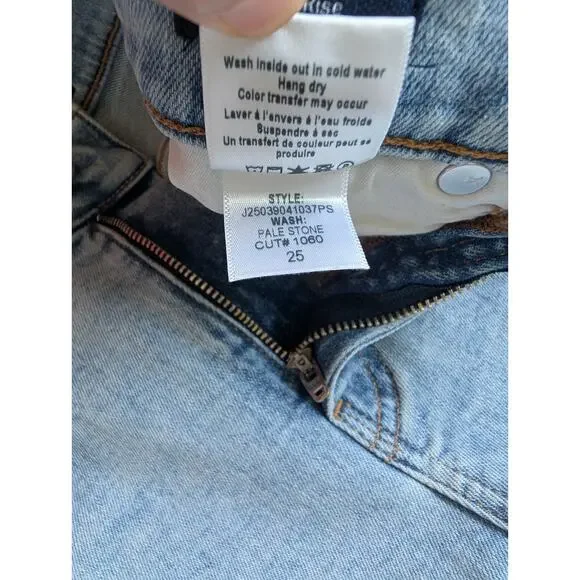 Wash inside out in cold water
Hang dry
Color transfer may occur
Laver á l'envers á l'eau froide
Suspendre á sec
Un transfert de couleur peut se
produire
STYLE:
J25039041037PS
WASH:
PALE STONE
CUT# 1060
25